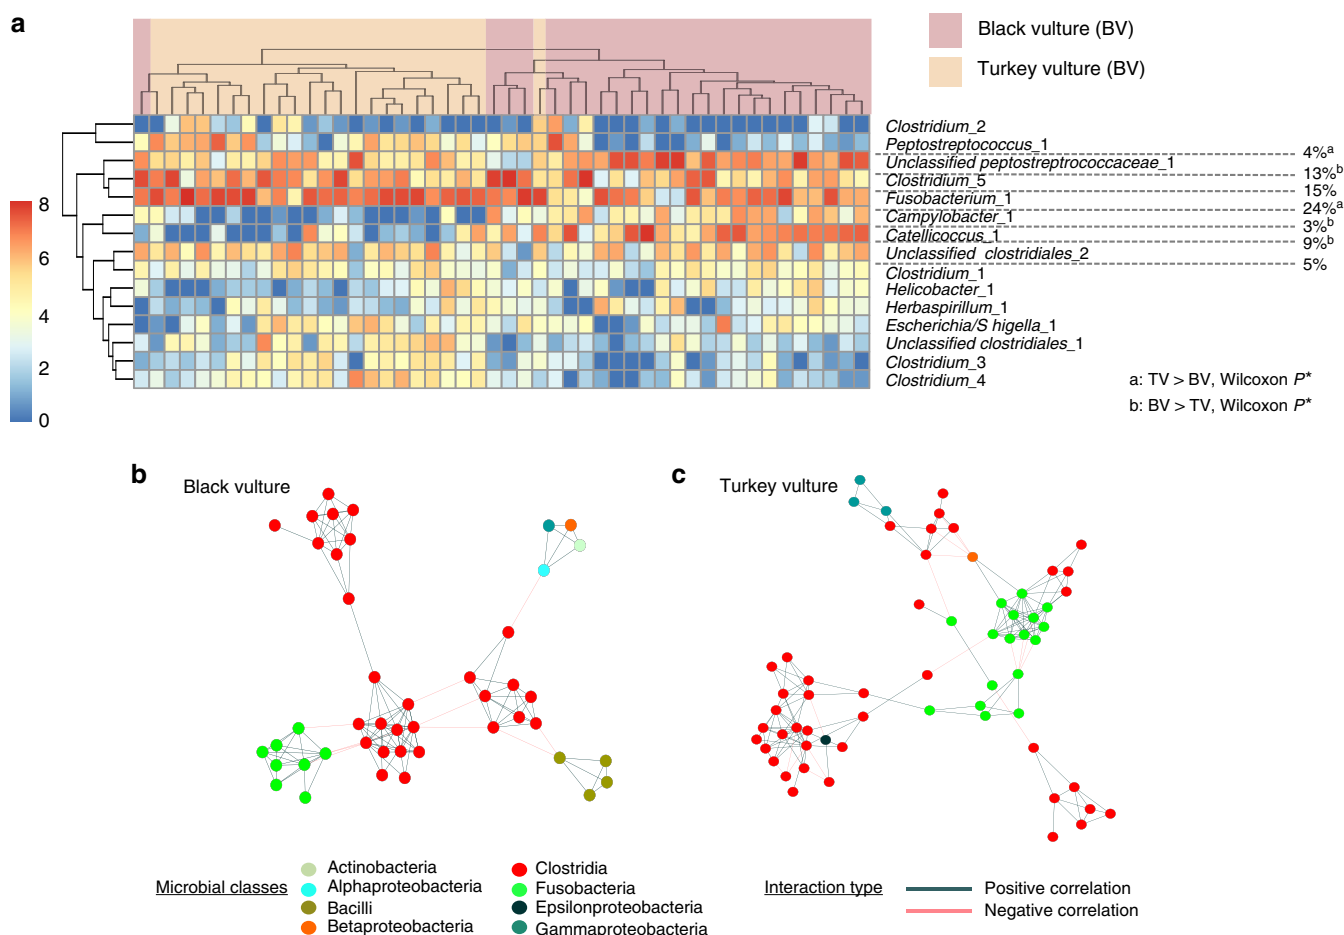 a
Black vulture (BV)
Turkey vulture (BV)
Clostridium_2
Peptostreptococcus_1
4%a
Unclassified peptostreptrococcaceae_1
13%b
Clostridium_5
15%
Fusobacterium_1
24%a
Campylobacter_1
3%b
Catellicoccus_1
9%b
Unclassified clostridiales_2
5%
Clostridium_1
Helicobacter_1
Herbaspirillum_1
Escherichia/S higella_1
Unclassified clostridiales_1
Clostridium_3
Clostridium_4
8
6
4
2
0
a: TV > BV, Wilcoxon P*
b: BV > TV, Wilcoxon P*
b
Black vulture
c
Turkey vulture
Microbial classes
Actinobacteria
Alphaproteobacteria
Bacilli
Betaproteobacteria
Clostridia
Fusobacteria
Epsilonproteobacteria
Gammaproteobacteria
Interaction type
Positive correlation
Negative correlation